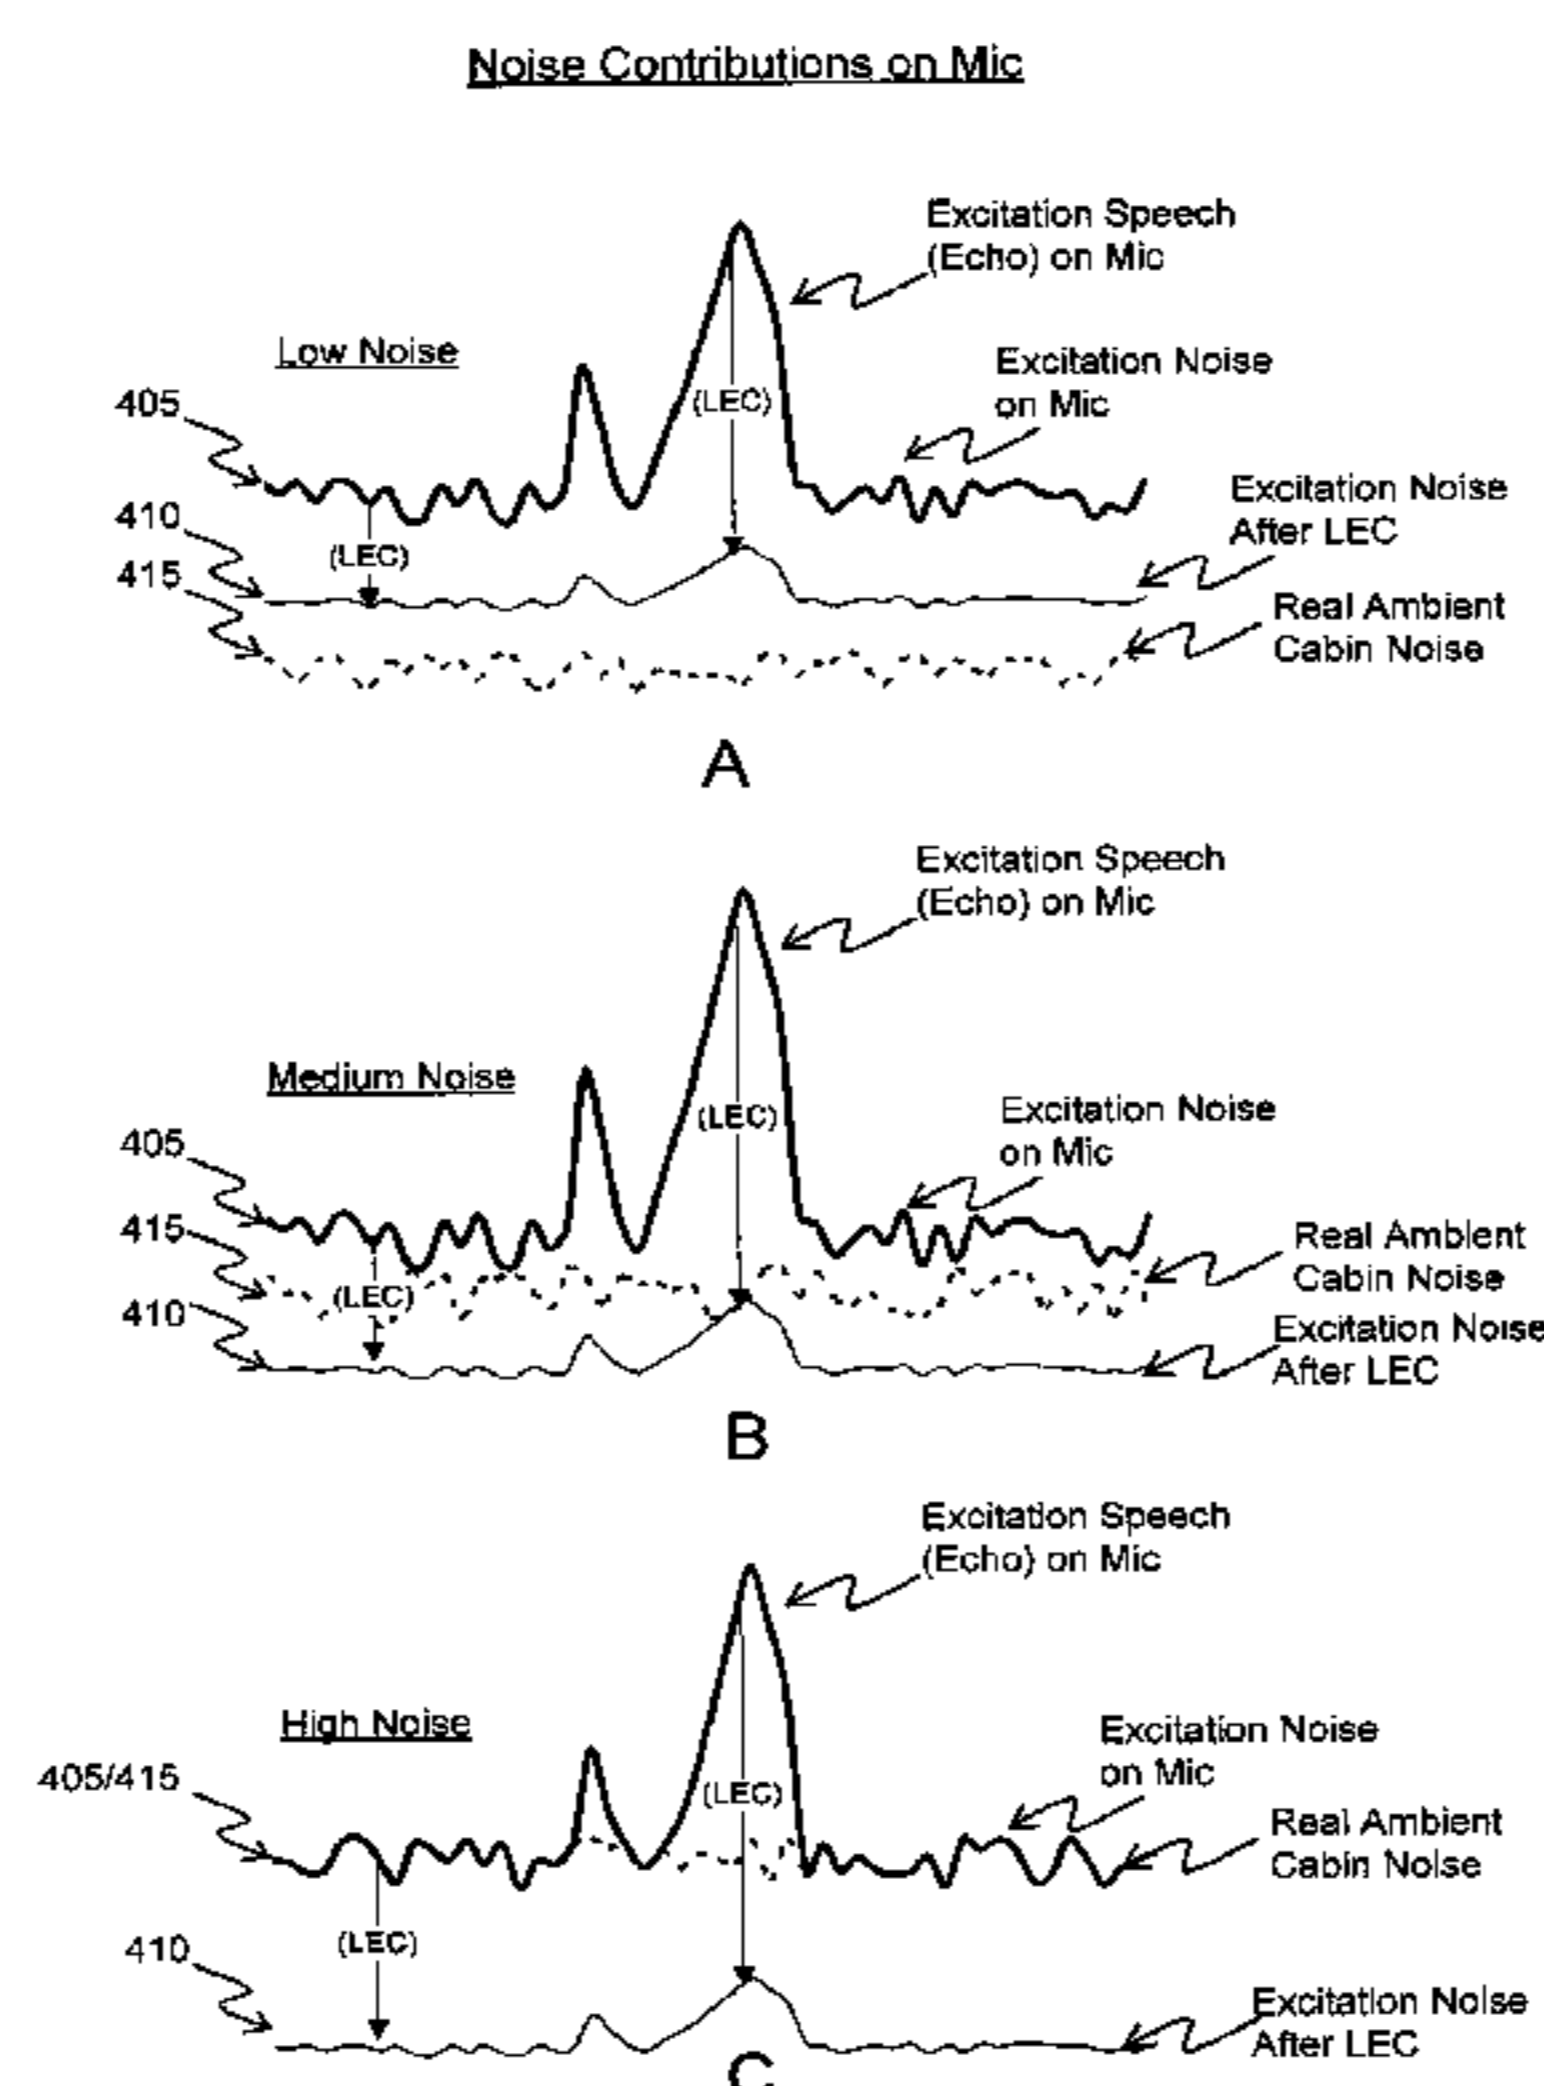 Noise Contributions on Mic
Excitation Speech
(Echo) on Mic
Low Noise
Excitation Noise
on Mic
405
(LEC)
Excitation Noise
After LEC
410
(LEC)
415
Real Ambient
Cabin Noise
A
Excitation Speech
(Echo) on Mic
Medium Noise
Excitation Noise
on Mic
(LEC)
405
415
Real Ambient
Cabin Noise
(LEC)
410
Excitation Noise
After LEC
B
Excitation Speech
(Echo) on Mic
High Noise
Excitation Noise
on Mic
405/415
(LEC)
Real Ambient
Cabin Noise
(LEC)
410
Excitation Noise
After LEC
C